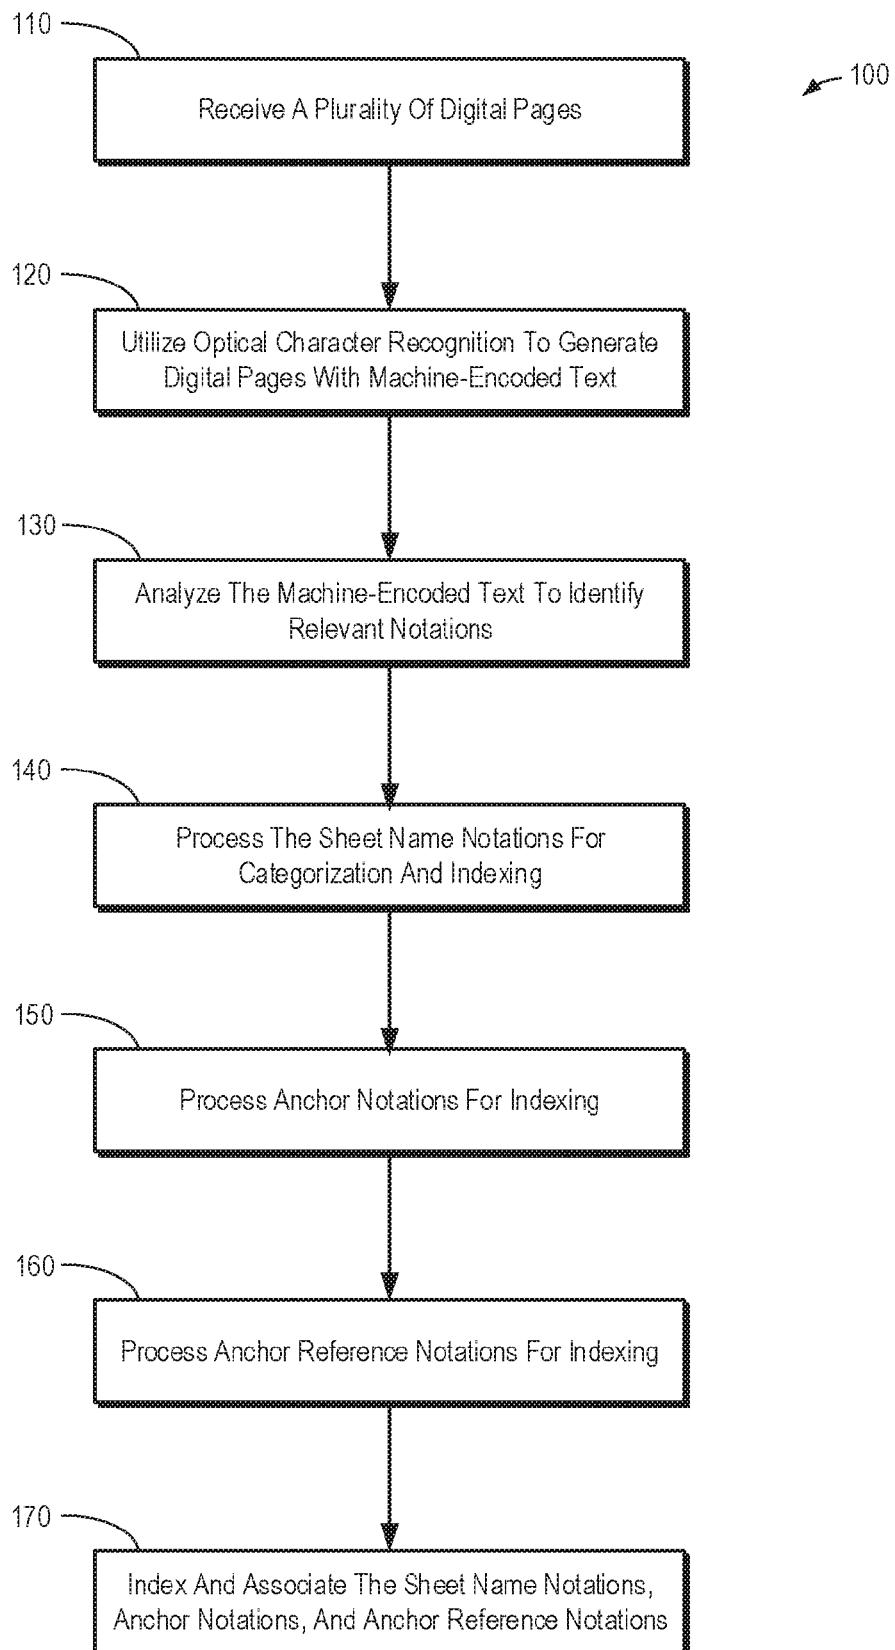 110
100
Receive A Plurality Of Digital Pages
120
Utilize Optical Character Recognition To Generate
Digital Pages With Machine-Encoded Text
130
Analyze The Machine-Encoded Text To Identify
Relevant Notations
140
Process The Sheet Name Notations For
Categorization And Indexing
150
Process Anchor Notations For Indexing
160
Process Anchor Reference Notations For Indexing
170
Index And Associate The Sheet Name Notations,
Anchor Notations, And Anchor Reference Notations